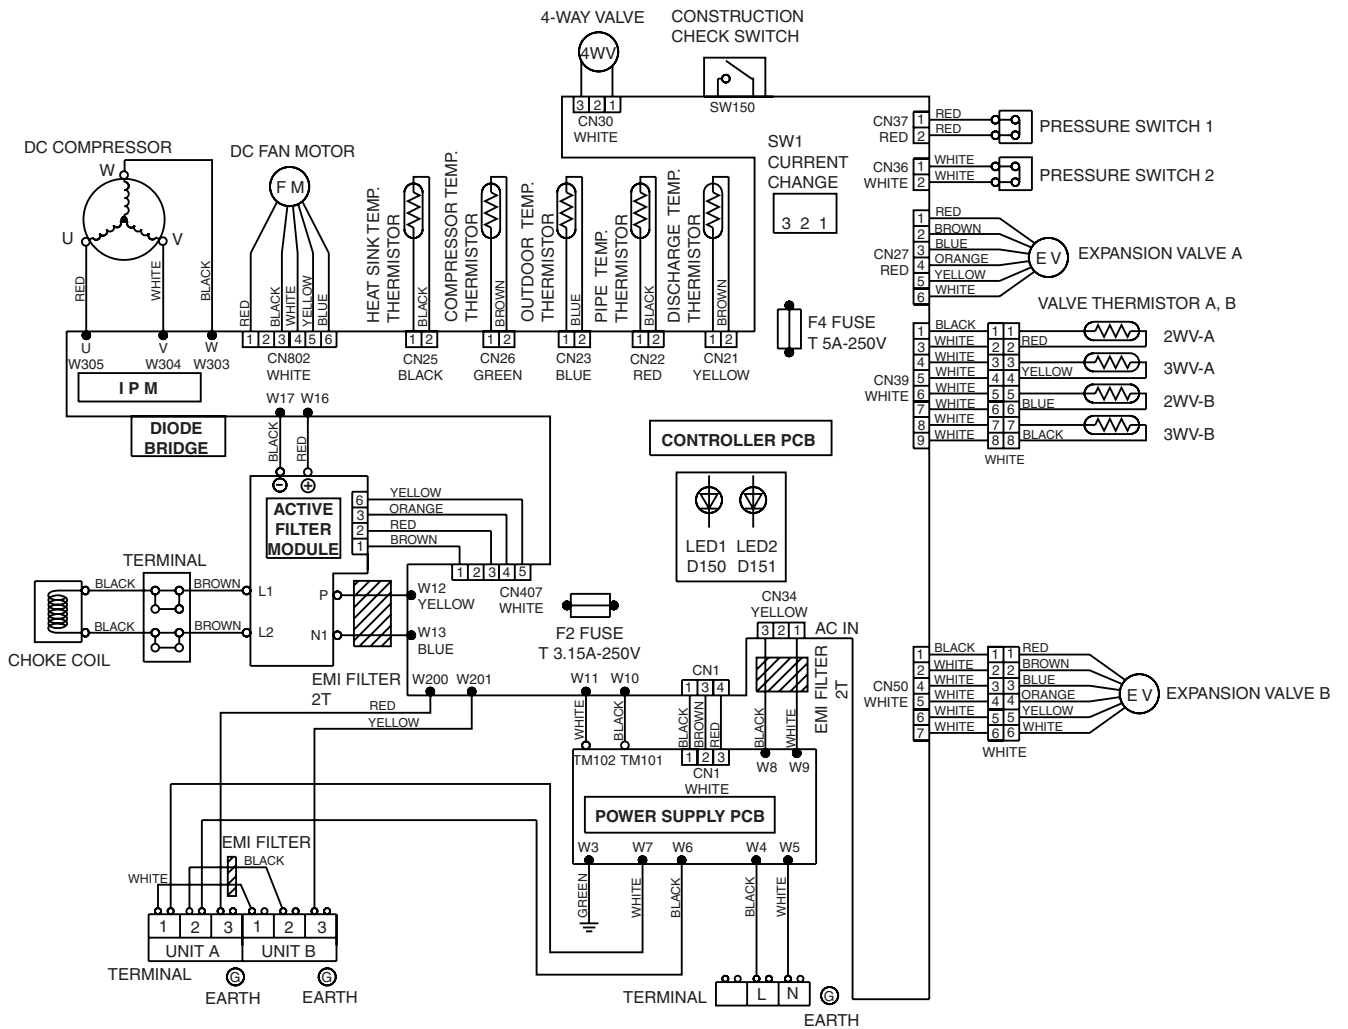 4-WAY VALVE
4WV
3 2 1
CN30
WHITE
CONSTRUCTION
CHECK SWITCH
SW150
SW1
CURRENT
CHANGE
3 2 1
DC COMPRESSOR
W
U
V
RED
WHITE
BLACK
U
V
W
W305
W304
W303
I P M
DC FAN MOTOR
F M
RED
BLACK
WHITE
YELLOW
BLUE
1 2 3 4 5 6
CN802
WHITE
HEAT SINK TEMP.
THERMISTOR
BLACK
1 2
CN25
BLACK
COMPRESSOR TEMP.
THERMISTOR
BROWN
1 2
CN26
GREEN
OUTDOOR TEMP.
THERMISTOR
BLUE
1 2
CN23
BLUE
PIPE TEMP.
THERMISTOR
BLACK
1 2
CN22
RED
DISCHARGE TEMP.
THERMISTOR
BROWN
1 2
CN21
YELLOW
F4 FUSE
T 5A-250V
CN37
RED
1
2
RED
RED
PRESSURE SWITCH 1
CN36
WHITE
1
2
WHITE
WHITE
PRESSURE SWITCH 2
CN27
RED
1
2
3
4
5
6
RED
BROWN
BLUE
ORANGE
YELLOW
WHITE
E V
EXPANSION VALVE A
VALVE THERMISTOR A, B
CN39
WHITE
1
3
4
5
6
7
8
9
BLACK
WHITE
WHITE
WHITE
WHITE
WHITE
WHITE
WHITE
1 1
2 2
3 3
4 4
5 5
6 6
7 7
8 8
WHITE
RED
YELLOW
BLUE
BLACK
2WV-A
3WV-A
2WV-B
3WV-B
DIODE
BRIDGE
W17 W16
BLACK
RED
−
+
ACTIVE
FILTER
MODULE
6
3
2
1
YELLOW
ORANGE
RED
BROWN
1 2 3 4 5
CN407
WHITE
CONTROLLER PCB
LED1 LED2
D150 D151
TERMINAL
BLACK
BROWN
L1
BLACK
BROWN
L2
CHOKE COIL
P
N1
W12
YELLOW
W13
BLUE
EMI FILTER
2T
F2 FUSE
T 3.15A-250V
CN34
YELLOW
3 2 1
AC IN
EMI FILTER
2T
W200 W201
RED
YELLOW
W11 W10
WHITE
BLACK
TM102 TM101
CN1
1 3 4
BLACK
BROWN
RED
1 2 3
CN1
WHITE
BLACK
WHITE
W8 W9
POWER SUPPLY PCB
W3
W7
W6
W4
W5
GREEN
WHITE
BLACK
BLACK
WHITE
CN50
WHITE
1
2
4
5
6
7
BLACK
WHITE
WHITE
WHITE
WHITE
WHITE
1 1
2 2
3 3
4 4
5 5
6 6
WHITE
RED
BROWN
BLUE
ORANGE
YELLOW
WHITE
E V
EXPANSION VALVE B
EMI FILTER
BLACK
WHITE
1 2 3 1 2 3
UNIT A UNIT B
TERMINAL
G
EARTH
G
EARTH
TERMINAL
L N
G
EARTH